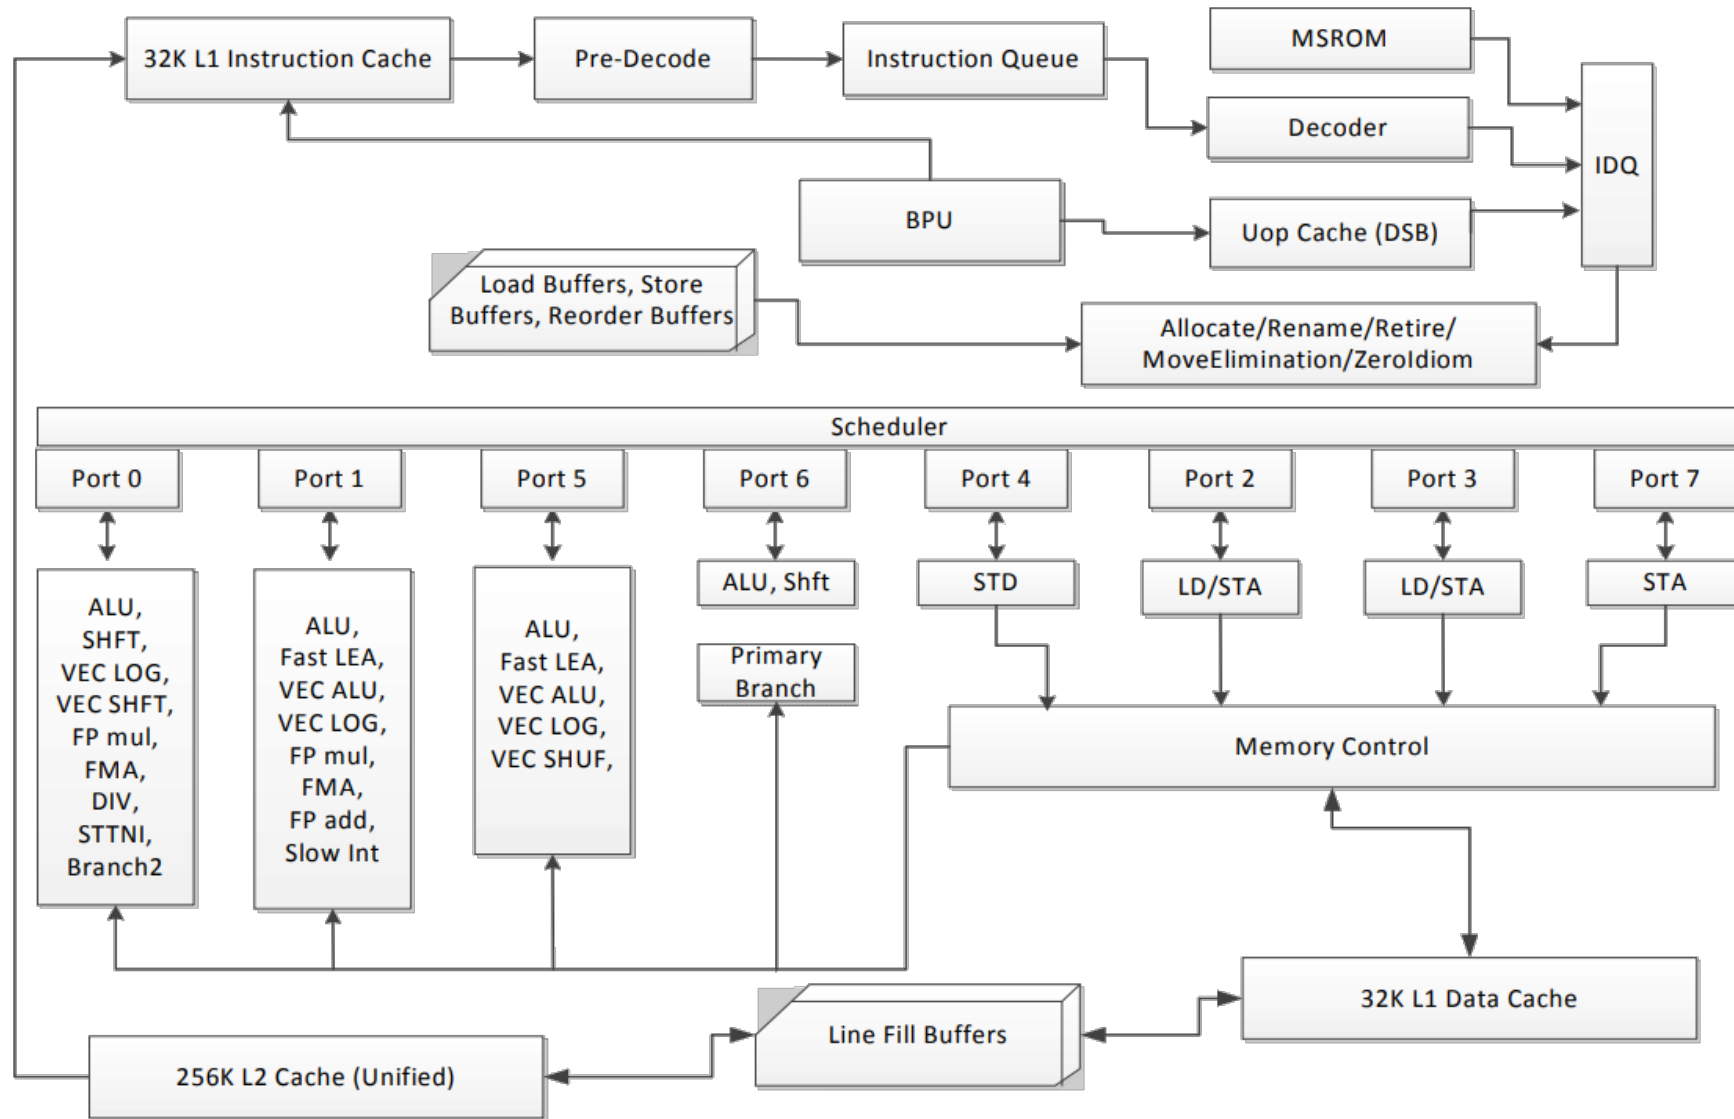 32K L1 Instruction Cache
Pre-Decode
Instruction Queue
MSROM
Decoder
IDQ
BPU
Uop Cache (DSB)
Load Buffers, Store
Buffers, Reorder Buffers
Allocate/Rename/Retire/
MoveElimination/ZeroIdiom
Scheduler
Port 0
Port 1
Port 5
Port 6
Port 4
Port 2
Port 3
Port 7
ALU,
SHFT,
VEC LOG,
VEC SHFT,
FP mul,
FMA,
DIV,
STTNI,
Branch2
ALU,
Fast LEA,
VEC ALU,
VEC LOG,
FP mul,
FMA,
FP add,
Slow Int
ALU,
Fast LEA,
VEC ALU,
VEC LOG,
VEC SHUF,
ALU, Shft
Primary
Branch
STD
LD/STA
LD/STA
STA
Memory Control
32K L1 Data Cache
Line Fill Buffers
256K L2 Cache (Unified)